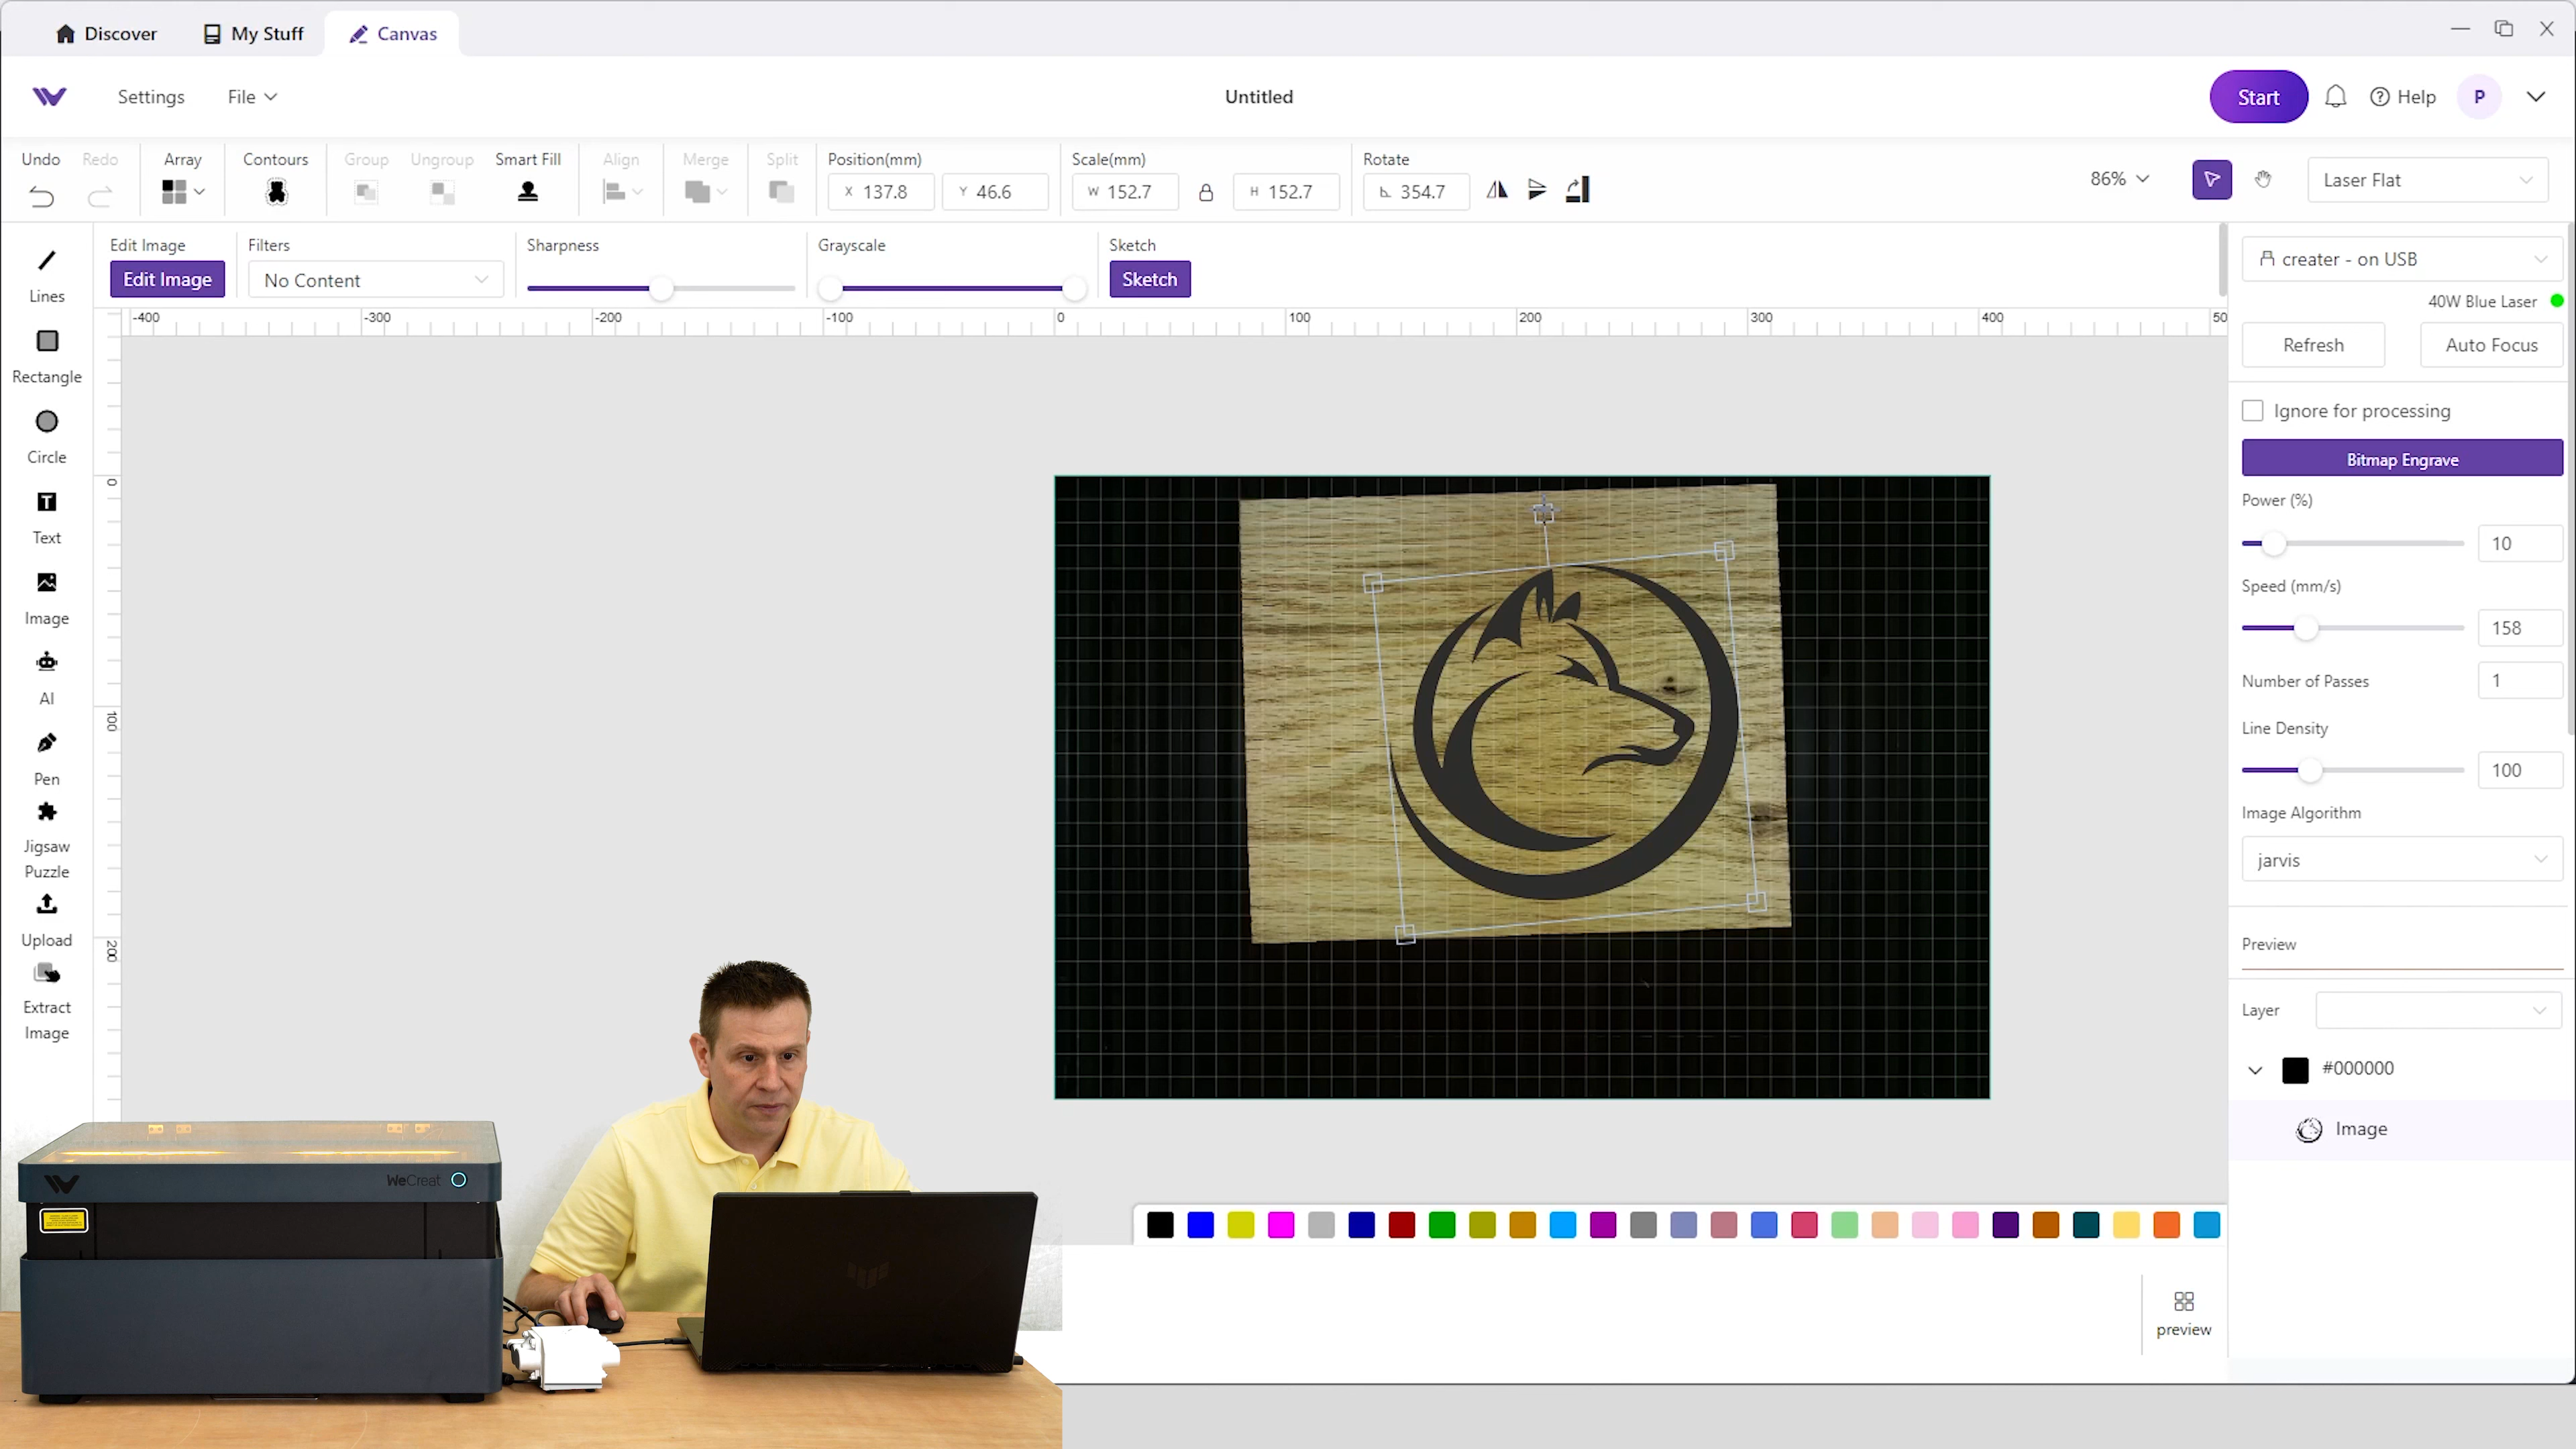 Discover
My Stuff
Canvas
Settings
File
Untitled
Start
Help
P
Undo
Redo
Array
Contours
Group
Ungroup
Smart Fill
Align
Merge
Split
Position(mm)
X 137.8
Y 46.6
Scale(mm)
W 152.7
H 152.7
Rotate
354.7
86%
Laser Flat
Edit Image
Edit Image
Filters
No Content
Sharpness
Grayscale
Sketch
Sketch
-400
-300
-200
-100
0
100
200
300
400
50
0
100
200
Lines
Rectangle
Circle
Text
Image
AI
Pen
Jigsaw
Puzzle
Upload
Extract
Image
creater - on USB
40W Blue Laser
Refresh
Auto Focus
Ignore for processing
Bitmap Engrave
Power (%)
10
Speed (mm/s)
158
Number of Passes
1
Line Density
100
Image Algorithm
jarvis
Preview
Layer
#000000
Image
preview
WeCreat